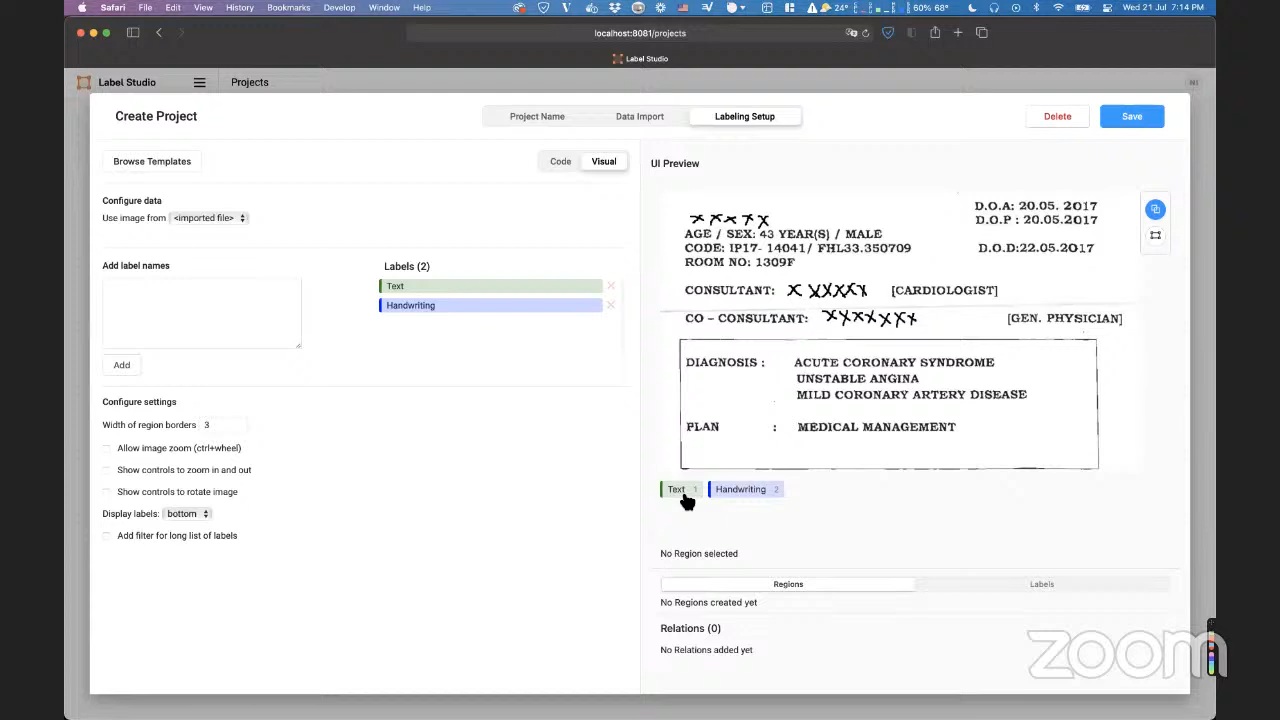 Safari File Edit View History Bookmarks Develop Window Help 24° 60% 68° Wed 21 Jul 7:14 PM
localhost:8081/projects
Label Studio
Label Studio Projects
Create Project Project Name Data Import Labeling Setup Delete Save
Browse Templates Code Visual
Configure data
Use image from <imported file>
Add label names
Add
Labels (2)
Text
Handwriting
Configure settings
Width of region borders 3
Allow image zoom (ctrl+wheel)
Show controls to zoom in and out
Show controls to rotate image
Display labels: bottom
Add filter for long list of labels
UI Preview
D.O.A: 20.05. 2017
x x x x x D.O.P : 20.05.2017
AGE / SEX: 43 YEAR(S) / MALE
CODE: IP17- 14041/ FHL33.350709 D.O.D:22.05.2017
ROOM NO: 1309F
CONSULTANT: x xxxxx [CARDIOLOGIST]
CO - CONSULTANT: xxxxxxx [GEN. PHYSICIAN]
DIAGNOSIS : ACUTE CORONARY SYNDROME
UNSTABLE ANGINA
MILD CORONARY ARTERY DISEASE
PLAN : MEDICAL MANAGEMENT
Text 1 Handwriting 2
No Region selected
Regions Labels
No Regions created yet
Relations (0)
No Relations added yet
zoom